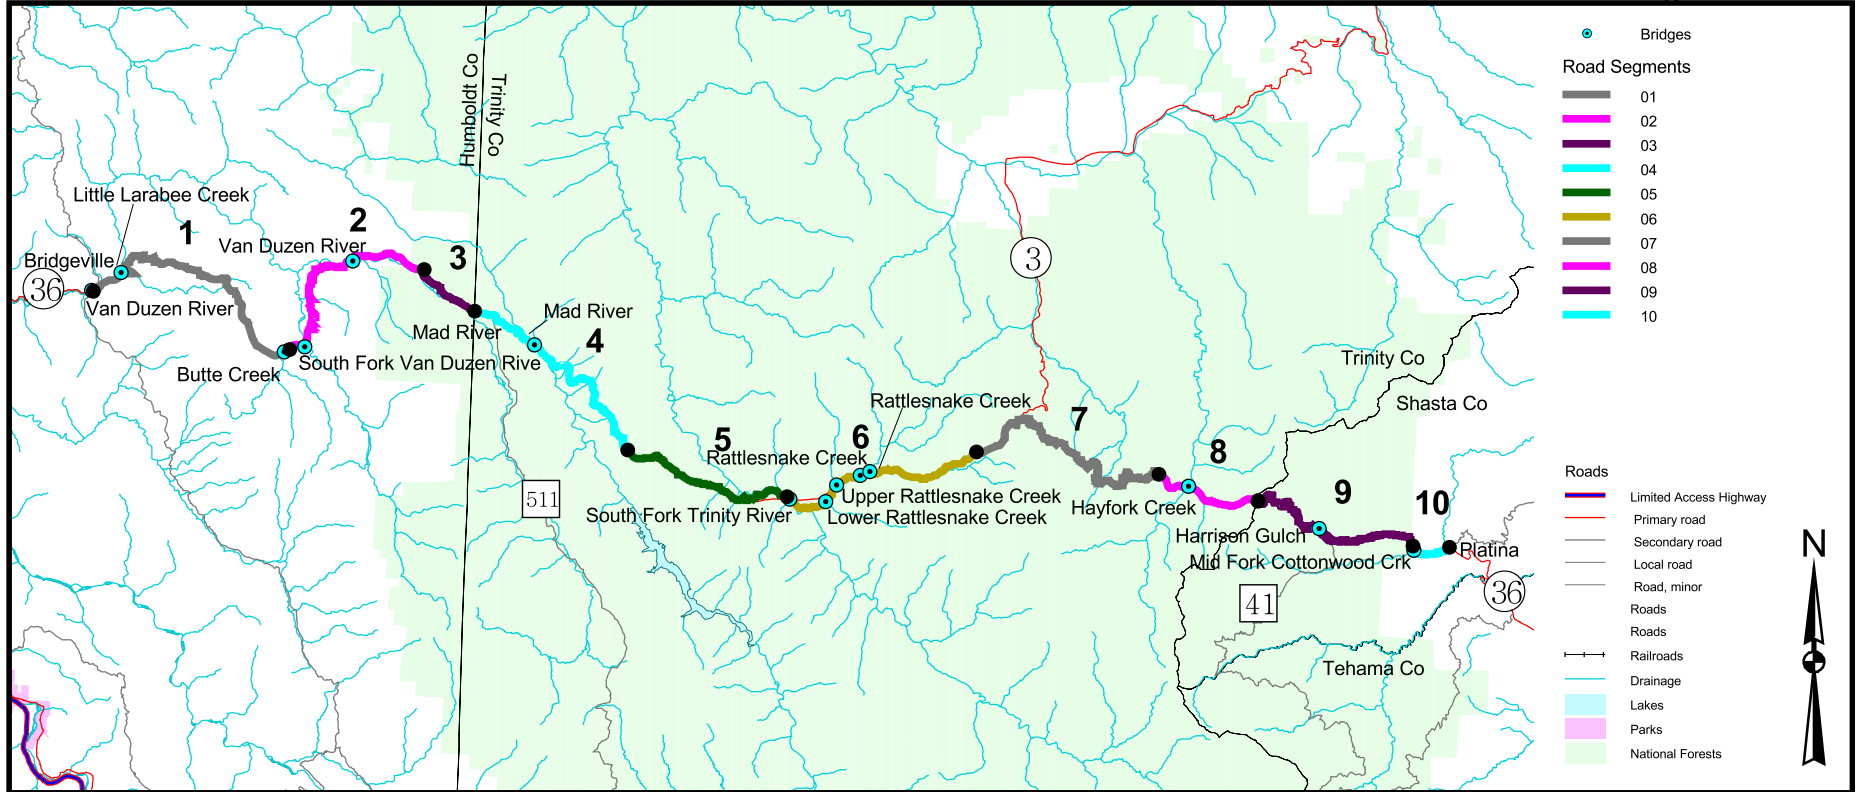 Humboldt Co
Trinity Co
Little Larabee Creek
1
2
Van Duzen River
3
Bridgeville
36
Van Duzen River
Mad River
Mad River
4
South Fork Van Duzen Rive
Butte Creek
3
Rattlesnake Creek
5
6
7
Rattlesnake Creek
Upper Rattlesnake Creek
Lower Rattlesnake Creek
South Fork Trinity River
511
8
Hayfork Creek
9
10
Harrison Gulch
Mid Fork Cottonwood Crk
Platina
36
41
Trinity Co
Shasta Co
Tehama Co
Bridges
Road Segments
01
02
03
04
05
06
07
08
09
10
Roads
Limited Access Highway
Primary road
Secondary road
Local road
Road, minor
Roads
Roads
Railroads
Drainage
Lakes
Parks
National Forests
N